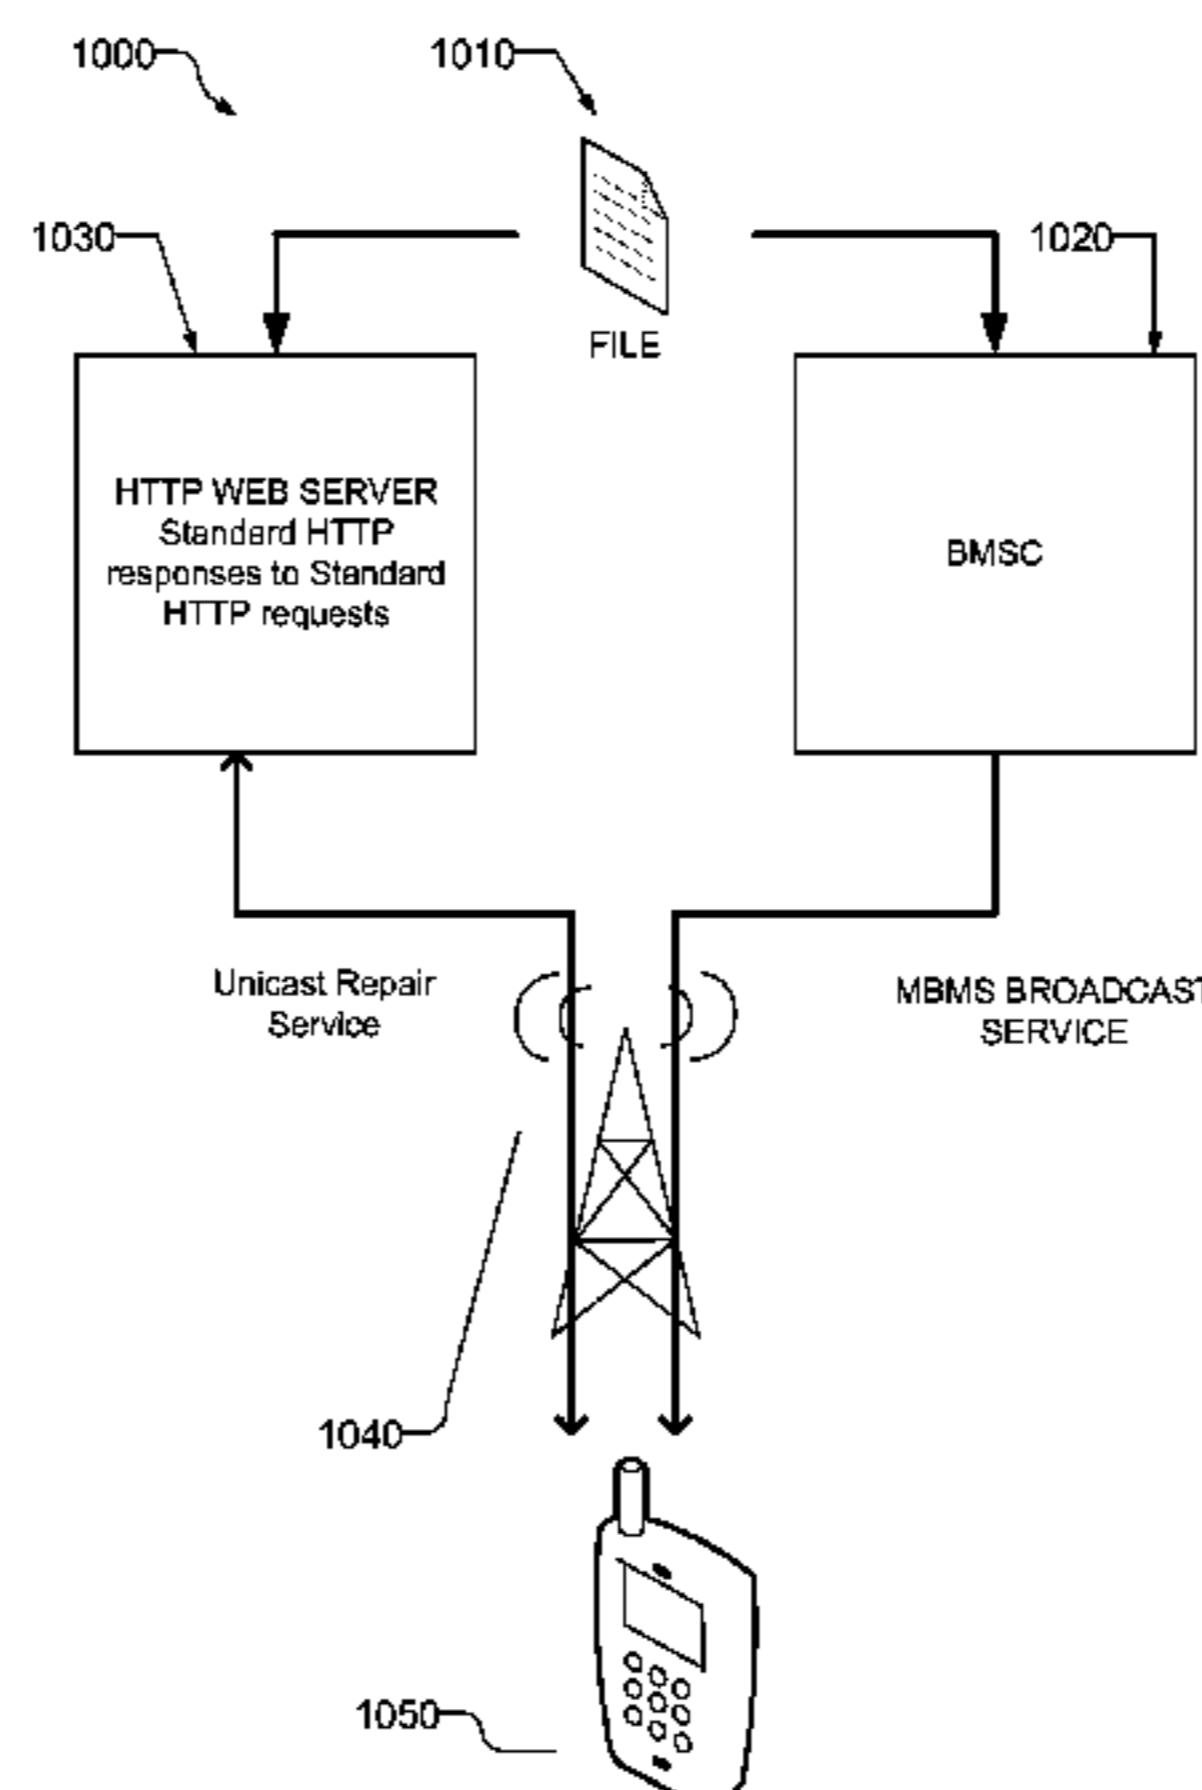 1000
1010
1030
1020
FILE
HTTP WEB SERVER
Standard HTTP
responses to Standard
HTTP requests
BMSC
Unicast Repair
Service
MBMS BROADCAST
SERVICE
1040
1050